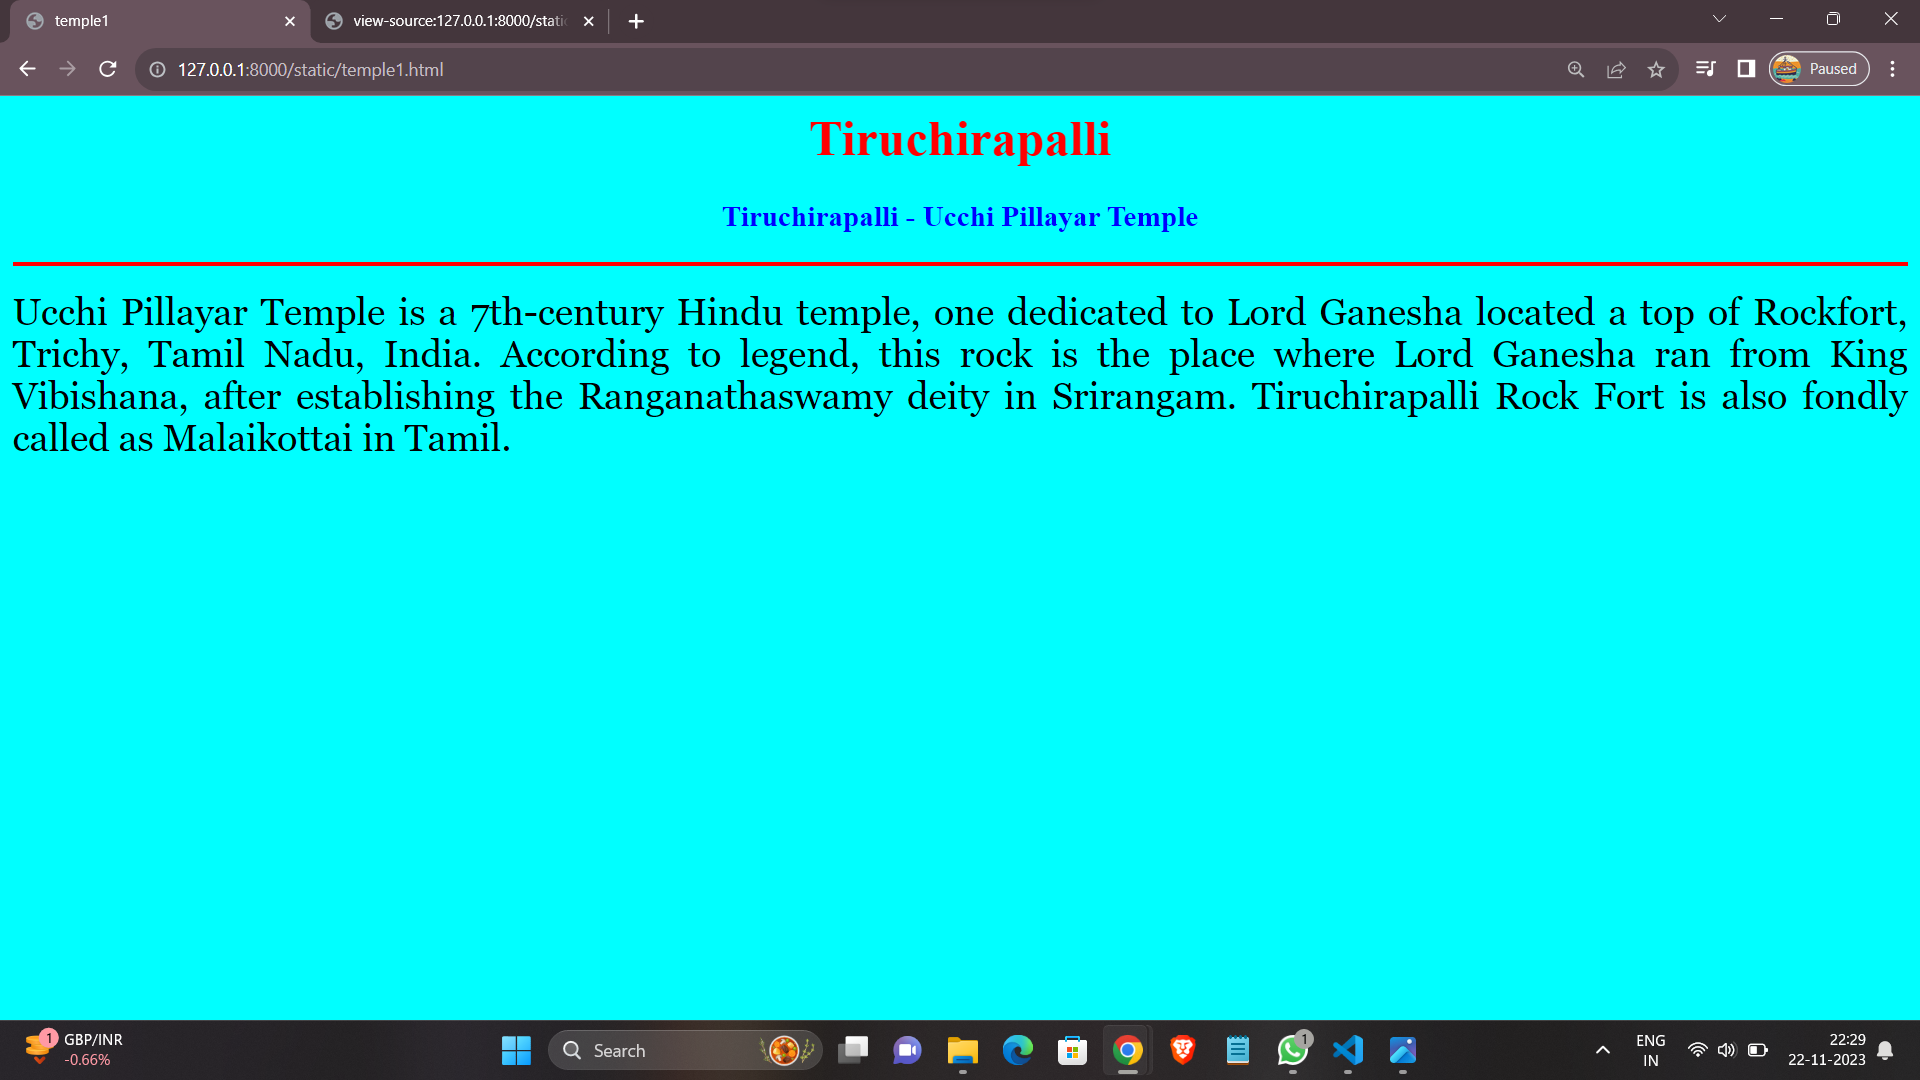 temple1
view-source:127.0.0.1:8000/stati
127.0.0.1:8000/static/temple1.html
Paused
Tiruchirapalli
Tiruchirapalli - Ucchi Pillayar Temple
Ucchi Pillayar Temple is a 7th-century Hindu temple, one dedicated to Lord Ganesha located a top of Rockfort,
Trichy, Tamil Nadu, India. According to legend, this rock is the place where Lord Ganesha ran from King
Vibishana, after establishing the Ranganathaswamy deity in Srirangam. Tiruchirapalli Rock Fort is also fondly
called as Malaikottai in Tamil.
1
GBP/INR
-0.66%
Search
1
ENG
IN
22:29
22-11-2023